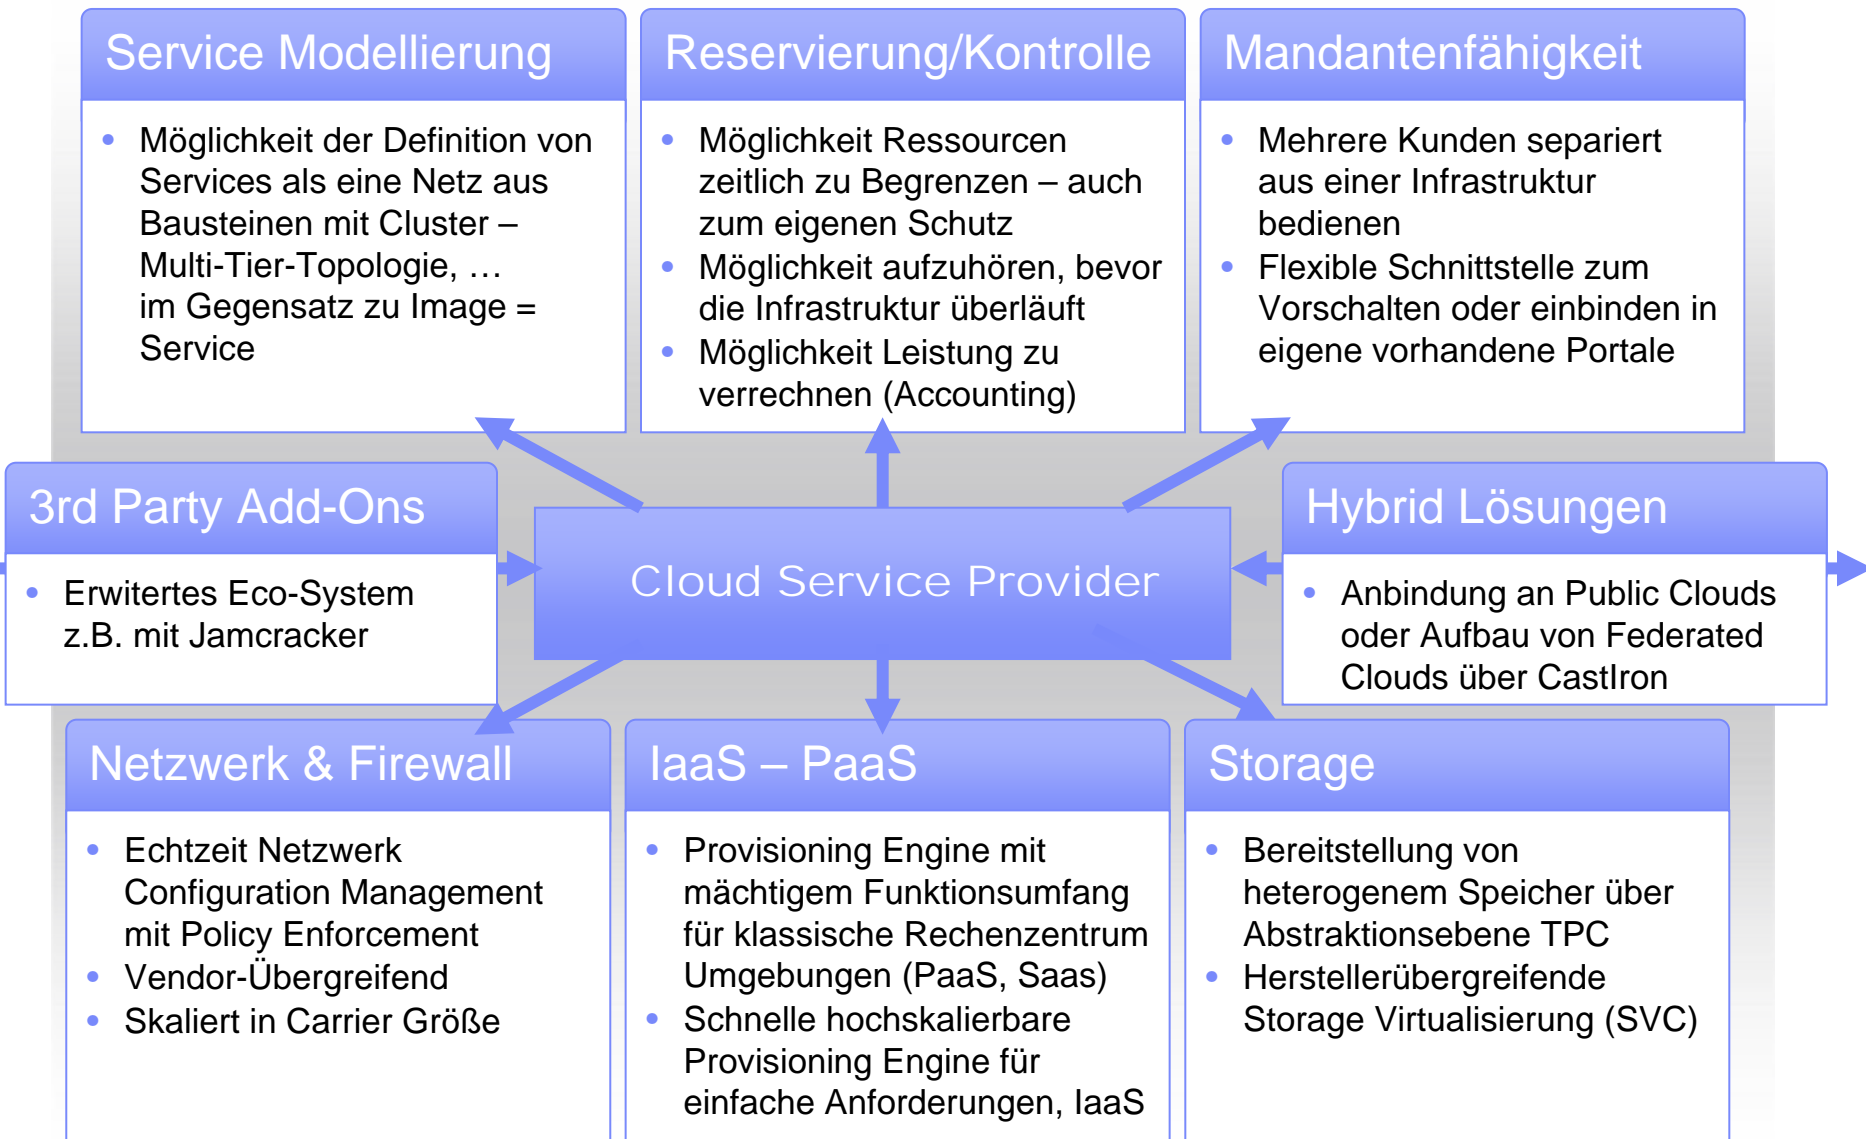 Service Modellierung
• Möglichkeit der Definition von
Services als eine Netz aus
Bausteinen mit Cluster –
Multi-Tier-Topologie, …
im Gegensatz zu Image =
Service
Reservierung/Kontrolle
• Möglichkeit Ressourcen
zeitlich zu Begrenzen – auch
zum eigenen Schutz
• Möglichkeit aufzuhören, bevor
die Infrastruktur überläuft
• Möglichkeit Leistung zu
verrechnen (Accounting)
Mandantenfähigkeit
• Mehrere Kunden separiert
aus einer Infrastruktur
bedienen
• Flexible Schnittstelle zum
Vorschalten oder einbinden in
eigene vorhandene Portale
3rd Party Add-Ons
• Erwitertes Eco-System
z.B. mit Jamcracker
Cloud Service Provider
Hybrid Lösungen
• Anbindung an Public Clouds
oder Aufbau von Federated
Clouds über CastIron
Netzwerk & Firewall
• Echtzeit Netzwerk
Configuration Management
mit Policy Enforcement
• Vendor-Übergreifend
• Skaliert in Carrier Größe
IaaS – PaaS
• Provisioning Engine mit
mächtigem Funktionsumfang
für klassische Rechenzentrum
Umgebungen (PaaS, Saas)
• Schnelle hochskalierbare
Provisioning Engine für
einfache Anforderungen, IaaS
Storage
• Bereitstellung von
heterogenem Speicher über
Abstraktionsebene TPC
• Herstellerübergreifende
Storage Virtualisierung (SVC)